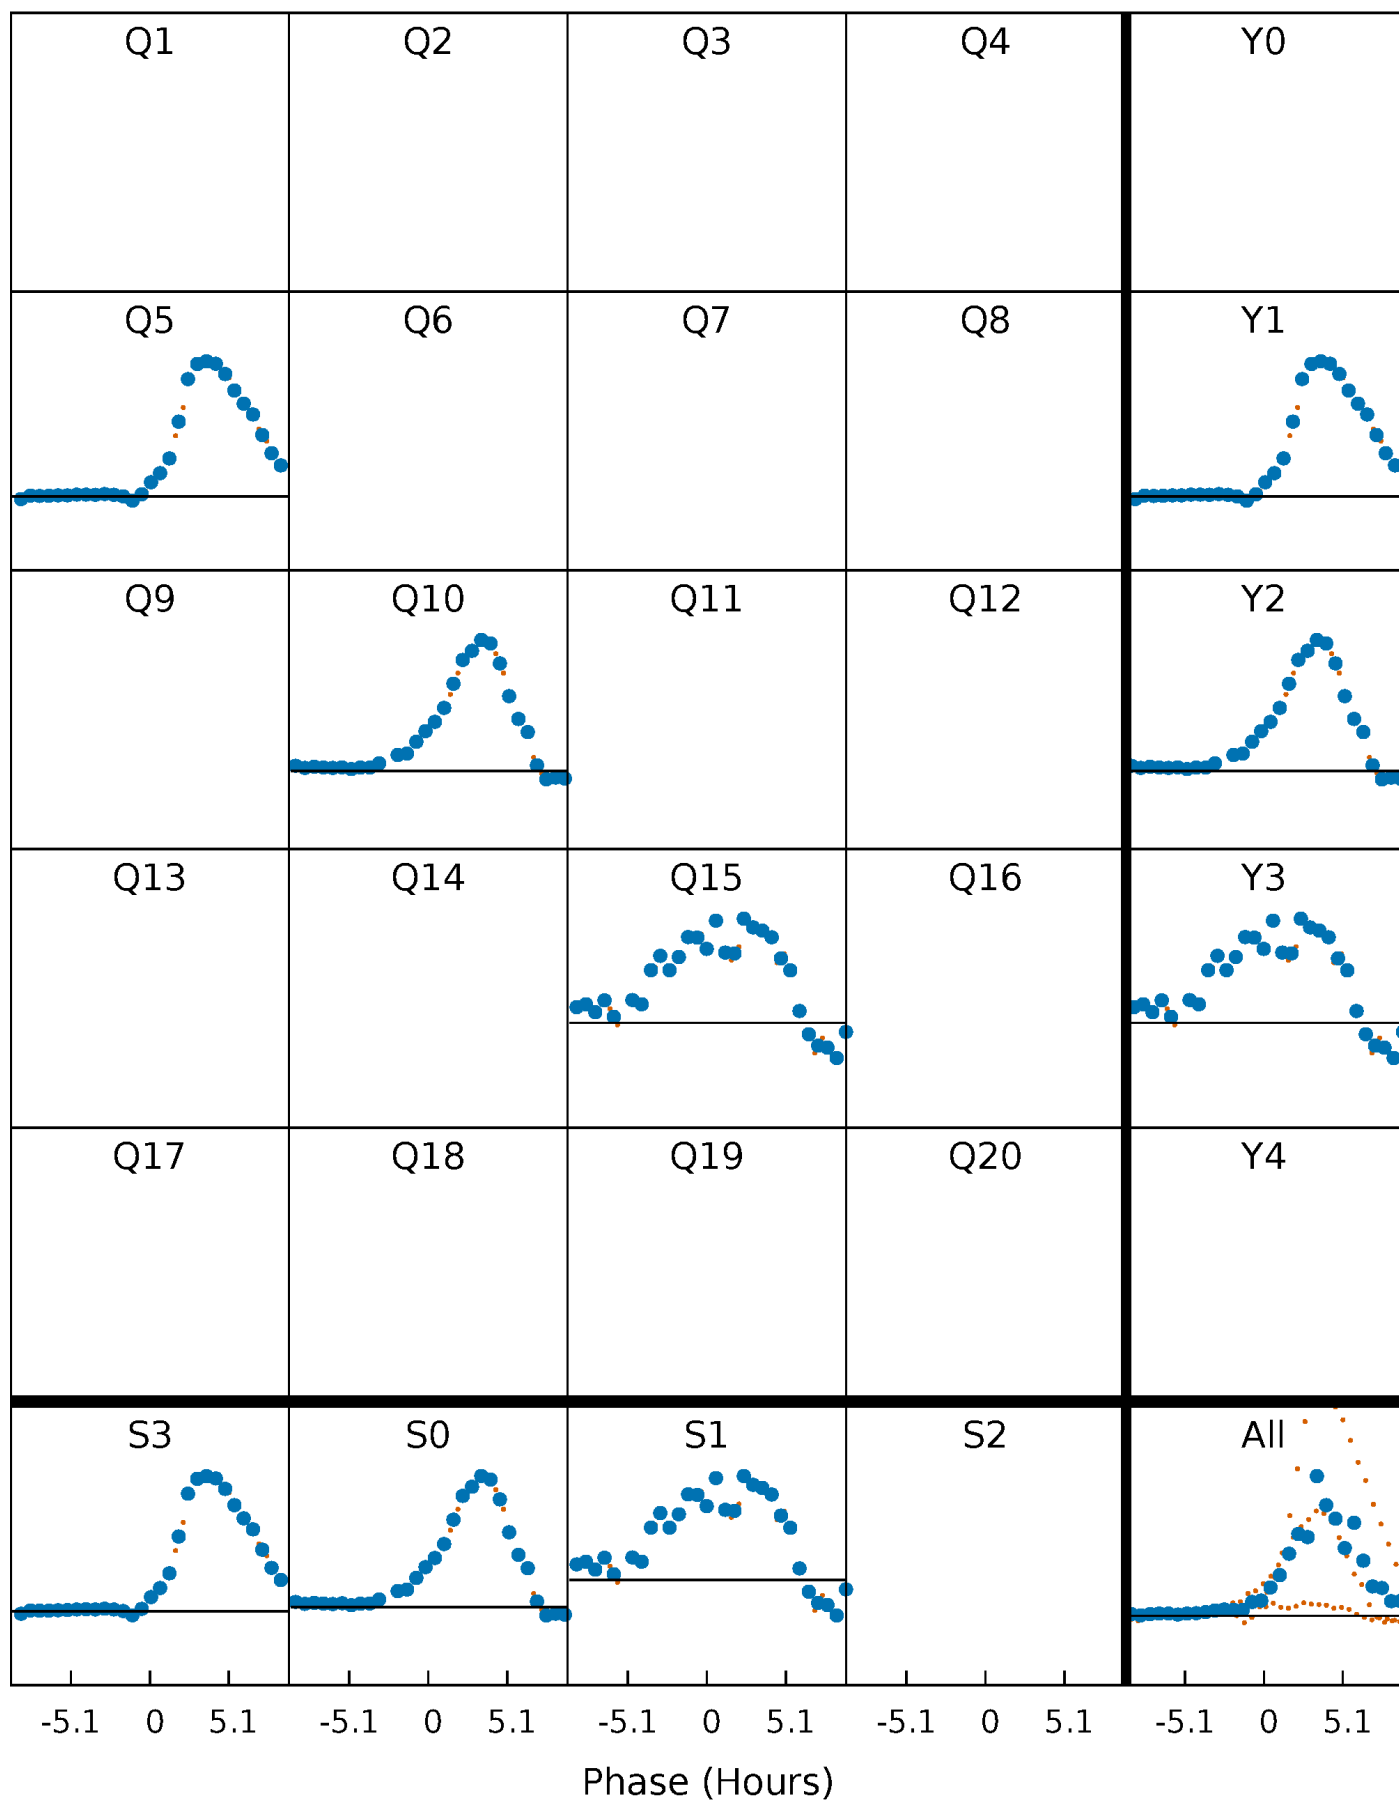 Q1 Q2 Q3 Q4 Y0
Q5 Q6 Q7 Q8 Y1
Q9 Q10 Q11 Q12 Y2
Q13 Q14 Q15 Q16 Y3
Q17 Q18 Q19 Q20 Y4
S3 S0 S1 S2 All
-5.1 0 5.1 -5.1 0 5.1 -5.1 0 5.1 -5.1 0 5.1 -5.1 0 5.1
Phase (Hours)